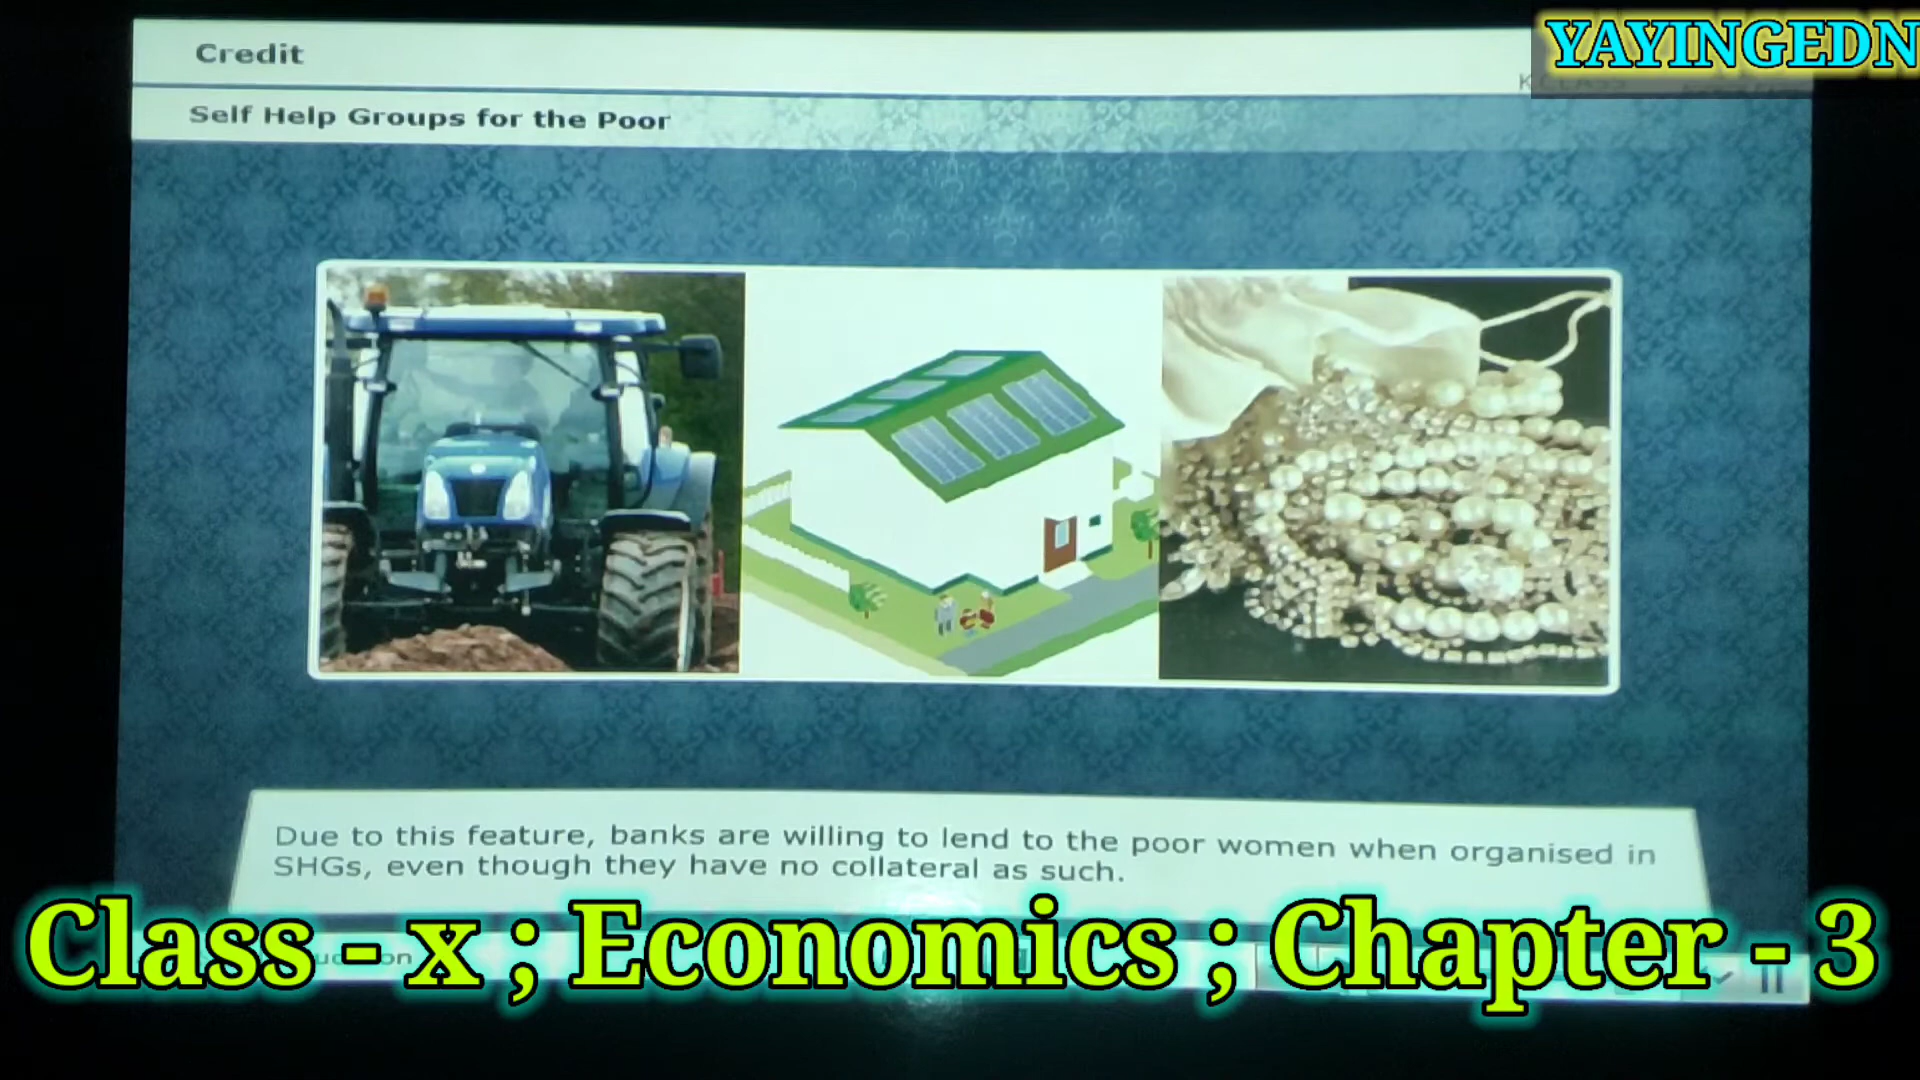 YAYINGEDN
Credit
Self Help Groups for the Poor
Due to this feature, banks are willing to lend to the poor women when organised in
SHGs, even though they have no collateral as such.
Class - x ; Economics ; Chapter - 3